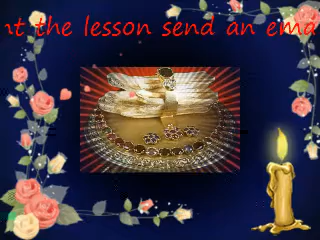 the lesson send an